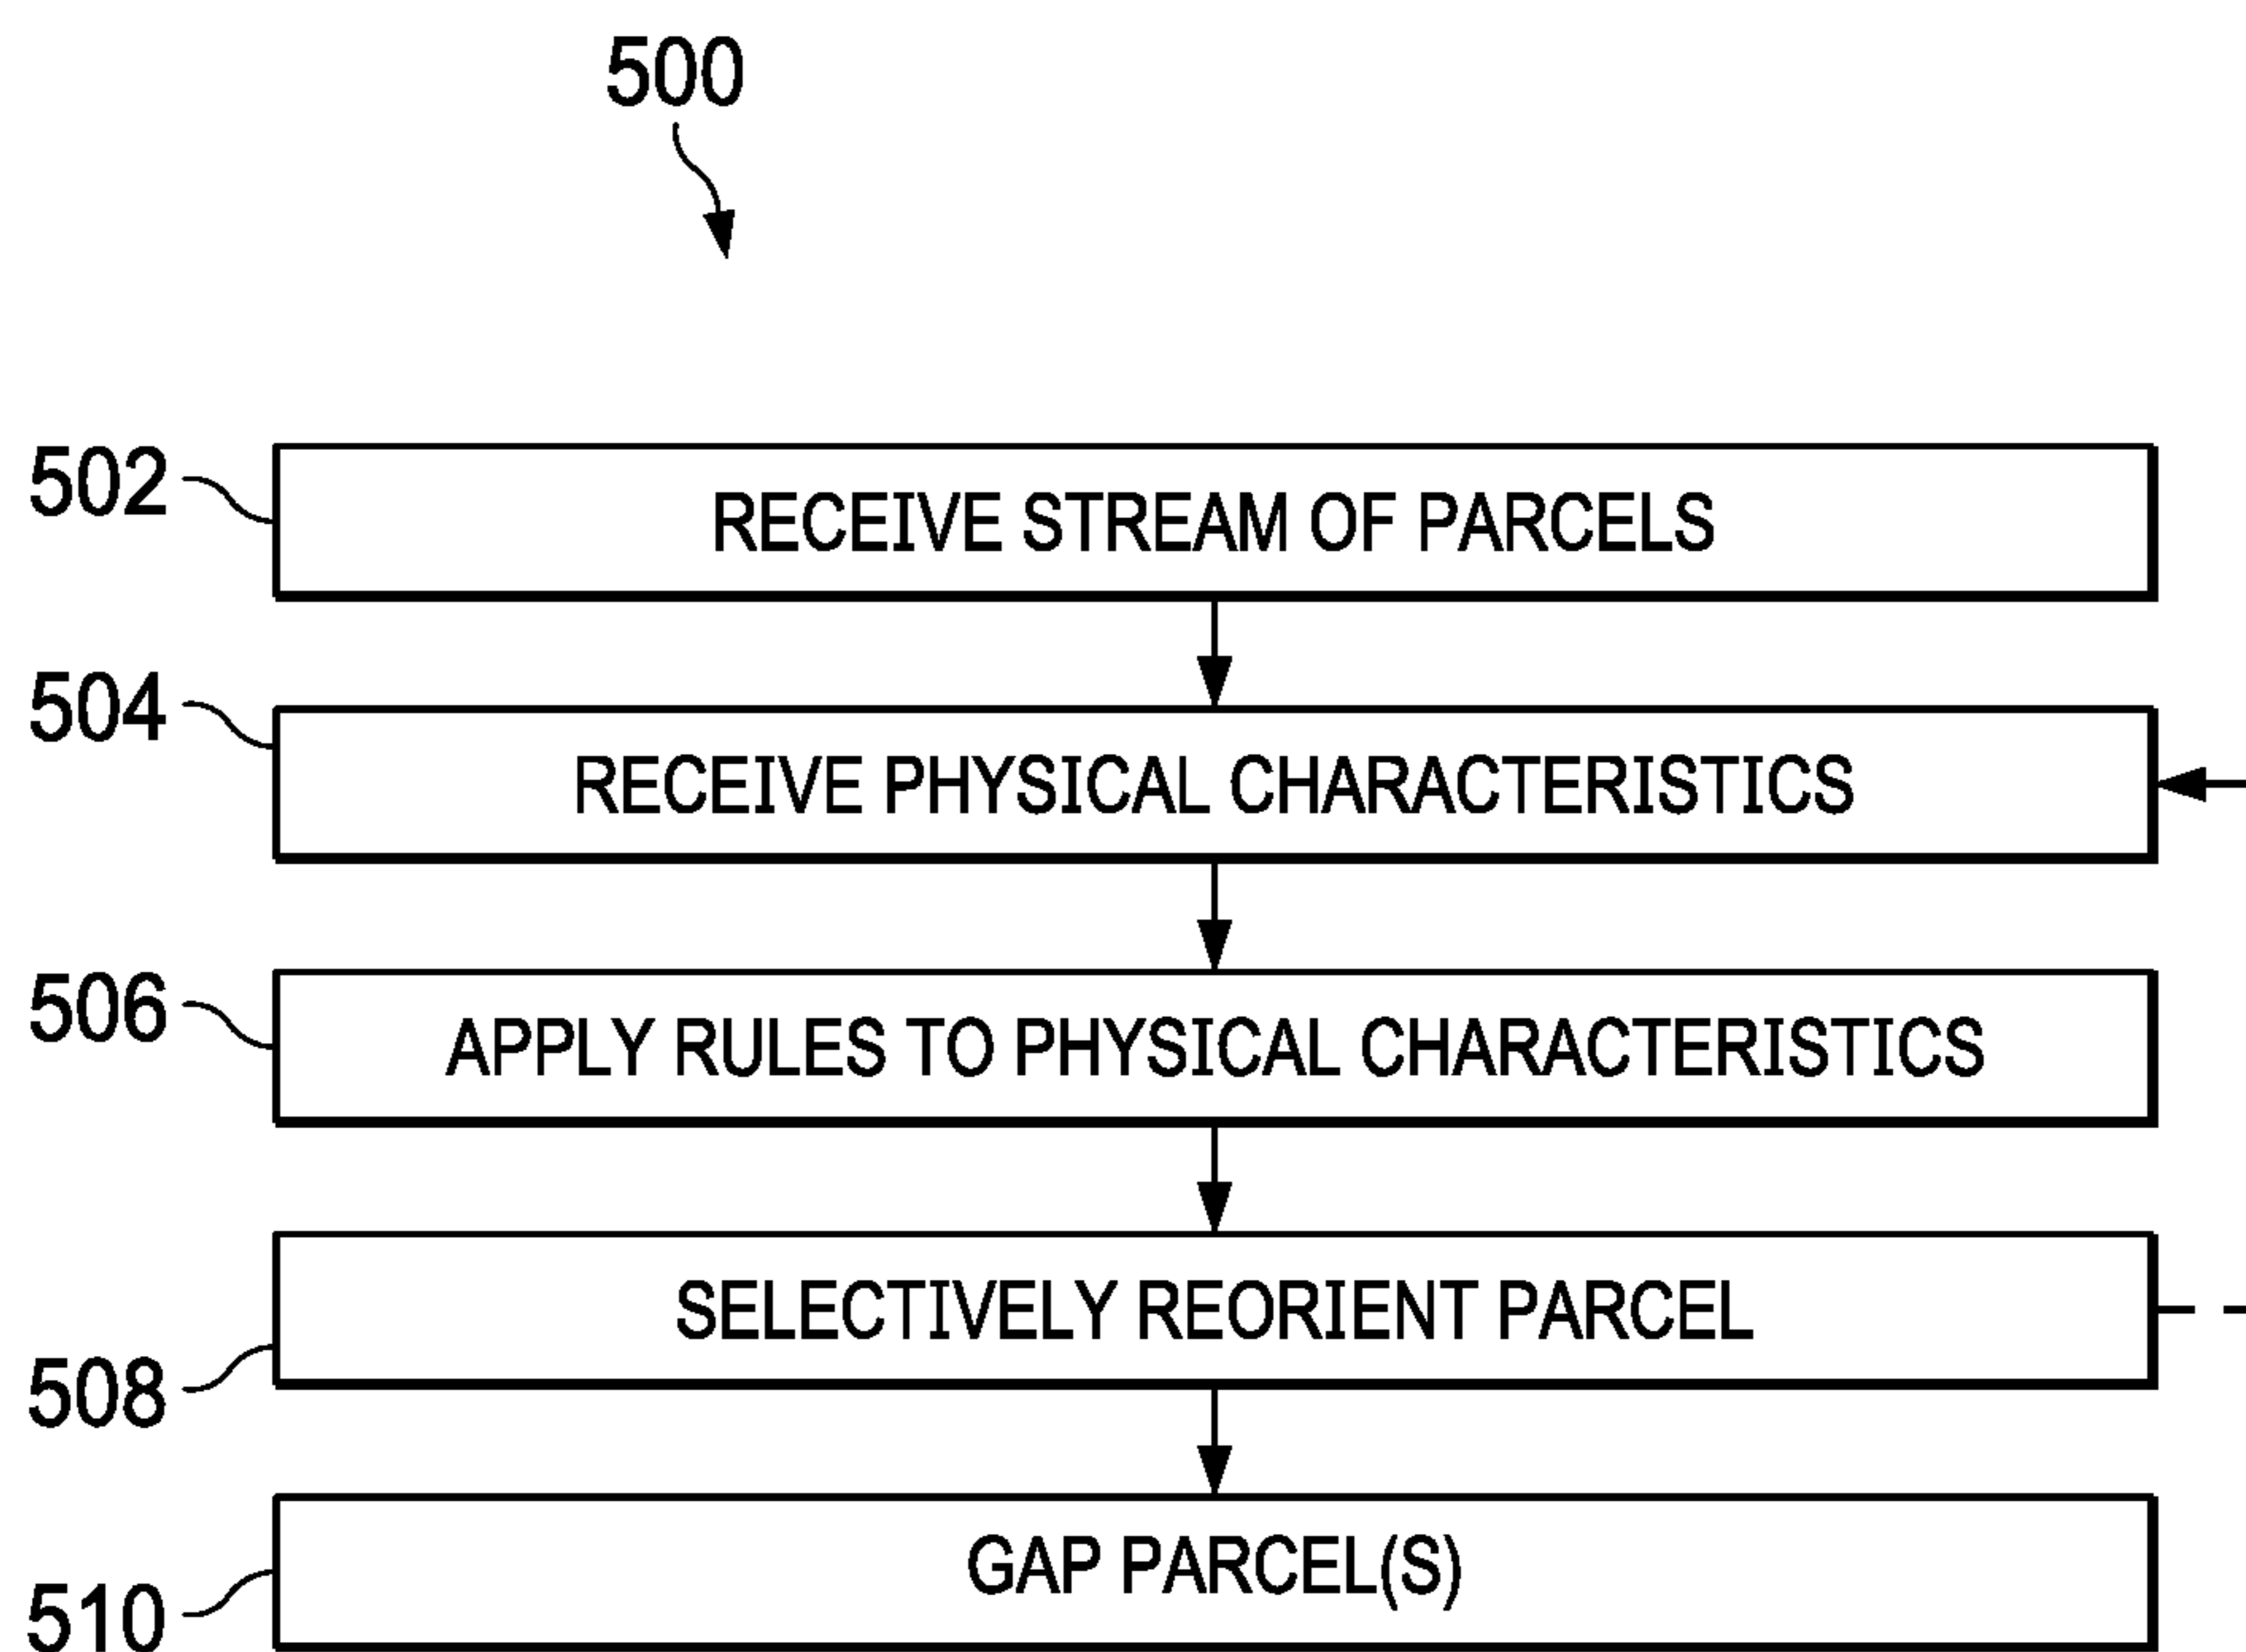 500
502 RECEIVE STREAM OF PARCELS
504 RECEIVE PHYSICAL CHARACTERISTICS
506 APPLY RULES TO PHYSICAL CHARACTERISTICS
508 SELECTIVELY REORIENT PARCEL
510 GAP PARCEL(S)